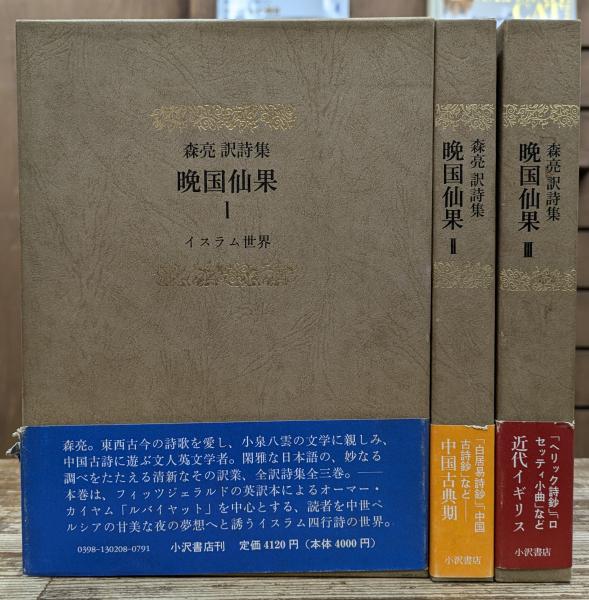 森亮 訳詩集
晩国仙果
I
イスラム世界
森亮。東西古今の詩歌を愛し、小泉八雲の文学に親しみ、
中国古詩に遊ぶ文人英文学者。閑雅な日本語の、妙なる
調べをたたえる清新なその訳業、全訳詩集全三巻。――
本巻は、フィッツジェラルドの英訳本によるオーマー・
カイヤム「ルバイヤット」を中心とする、読者を中世ペ
ルシアの甘美な夜の夢想へと誘うイスラム四行詩の世界。
0398-130208-0791
小沢書店刊 定価4120円(本体4000円)
森亮 訳詩集
晩国仙果 II
「白居易詩鈔」「中国
古詩鈔」など――
中国古典期
小沢書店
森亮 訳詩集
晩国仙果 III
「ヘリック詩鈔」「ロ
セッティ小曲」など
近代イギリス
小沢書店